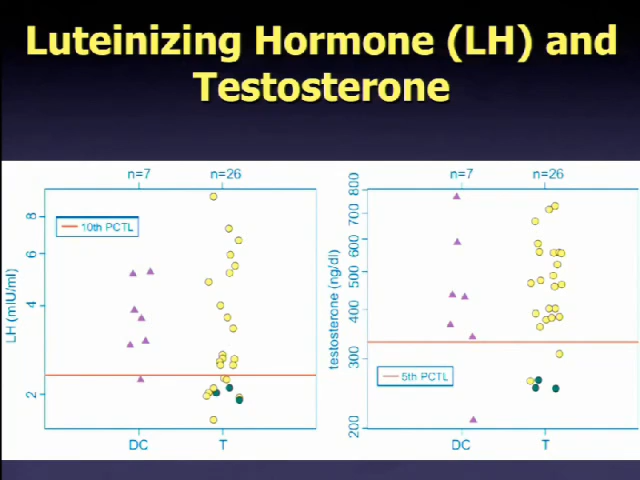 Luteinizing Hormone (LH) and
Testosterone
n=7
n=26
8
6
4
2
LH (mIU/ml)
10th PCTL
DC
T
n=7
n=26
800
700
600
500
400
300
200
testosterone (ng/dl)
5th PCTL
DC
T